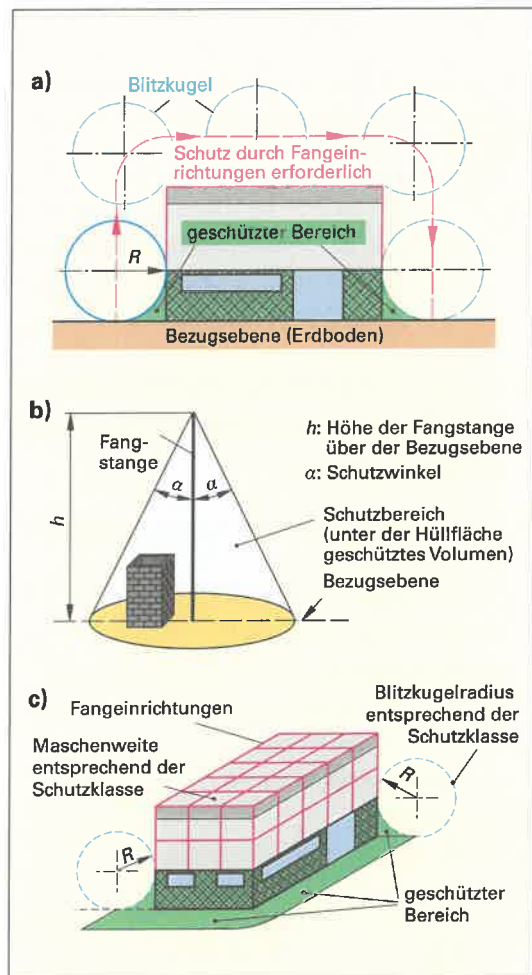 a)
Blitzkugel
Schutz durch Fangein-
richtungen erforderlich
geschützter Bereich
R
Bezugsebene (Erdboden)
b)
Fang-
stange
h
α α
h: Höhe der Fangstange
über der Bezugsebene
α: Schutzwinkel
Schutzbereich
(unter der Hüllfläche
geschütztes Volumen)
Bezugsebene
c)
Fangeinrichtungen
Maschenweite
entsprechend der
Schutzklasse
Blitzkugelradius
entsprechend der
Schutzklasse
R
R
geschützter
Bereich